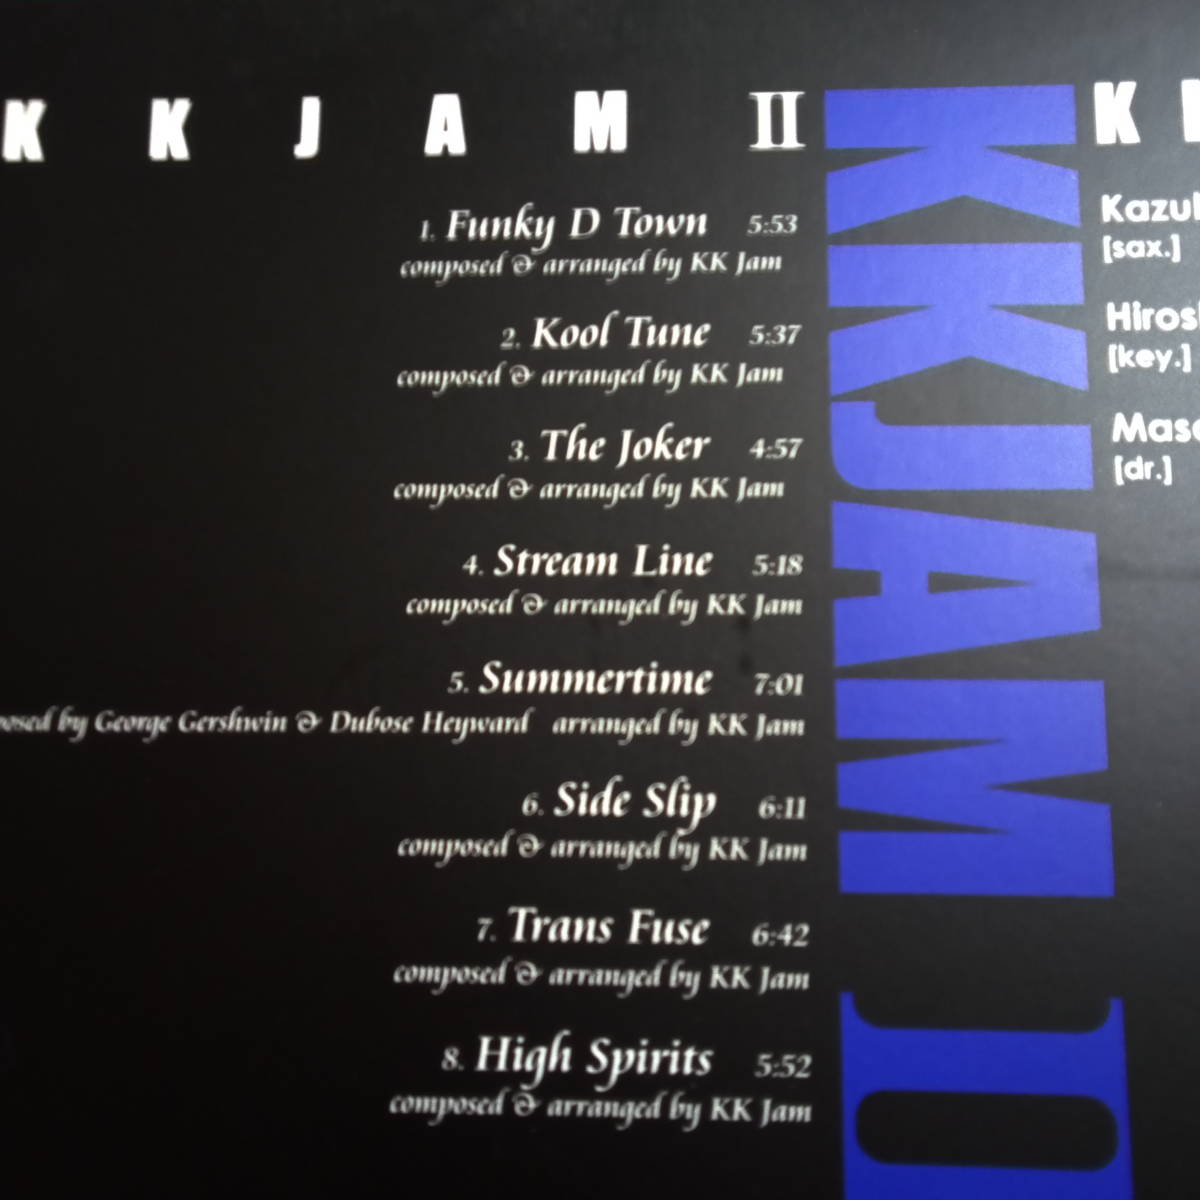 KKJAM II
1. Funky D Town 5:53
composed & arranged by KK Jam
2. Kool Tune 5:37
composed & arranged by KK Jam
3. The Joker 4:57
composed & arranged by KK Jam
4. Stream Line 5:18
composed & arranged by KK Jam
5. Summertime 7:01
by George Gershwin & Dubose Heyward arranged by KK Jam
6. Side Slip 6:11
composed & arranged by KK Jam
7. Trans Fuse 6:42
composed & arranged by KK Jam
8. High Spirits 5:52
composed & arranged by KK Jam
KKJAM II
K
[sax.]
[key.]
[dr.]